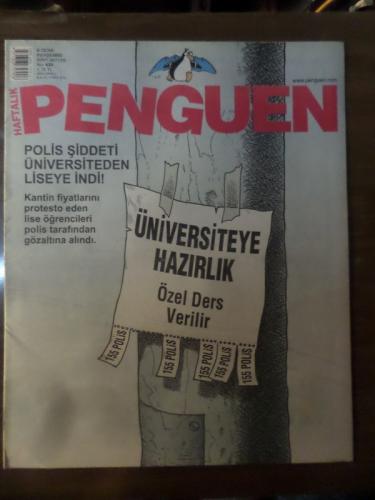 HAFTALIK
PENGUEN
www.penguen.com
POLİS ŞİDDETİ
ÜNİVERSİTEDEN
LİSEYE İNDİ!
Kantin fiyatlarını
protesto eden
lise öğrencileri
polis tarafından
gözaltına alındı.
ÜNİVERSİTEYE
HAZIRLIK
Özel Ders
Verilir
155 POLİS
155 POLİS
155 POLİS
155 POLİS
155 POLİS